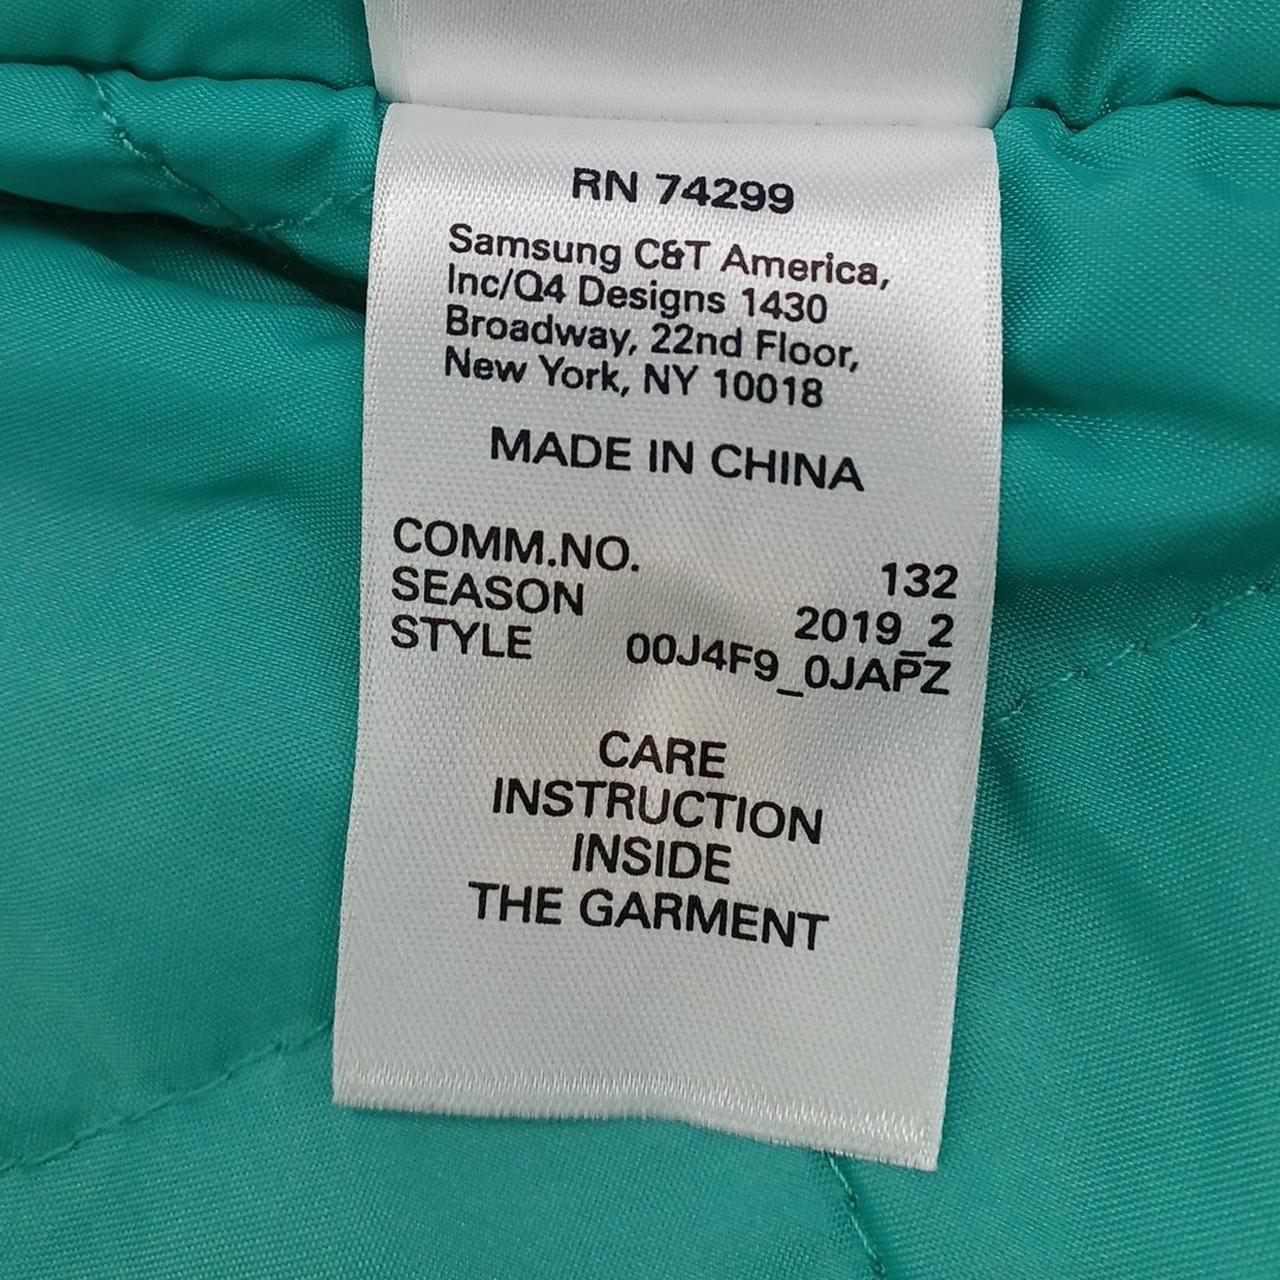 RN 74299
Samsung C&T America,
Inc/Q4 Designs 1430
Broadway, 22nd Floor,
New York, NY 10018
MADE IN CHINA
COMM.NO. 132
SEASON 2019_2
STYLE 00J4F9_0JAPZ
CARE
INSTRUCTION
INSIDE
THE GARMENT